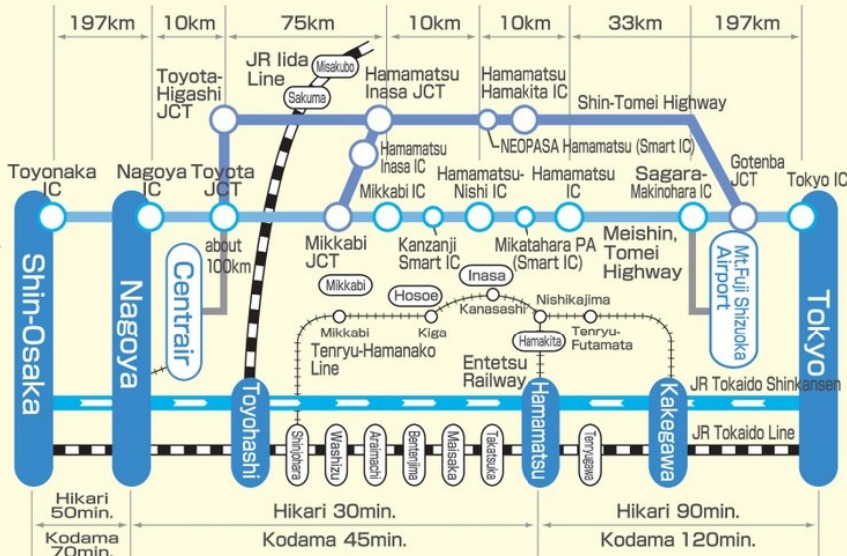 197km
10km
75km
10km
10km
33km
197km
Toyota-
Higashi
JCT
JR Iida
Line
Misakubo
Sakuma
Hamamatsu
Inasa JCT
Hamamatsu
Hamakita IC
Shin-Tomei Highway
NEOPASA Hamamatsu (Smart IC)
Hamamatsu
Inasa IC
Toyonaka
IC
Nagoya
IC
Toyota
JCT
Mikkabi IC
Hamamatsu-
Nishi IC
Hamamatsu
IC
Sagara-
Makinohara IC
Gotenba
JCT
Tokyo IC
about
100km
Mikkabi
JCT
Kanzanji
Smart IC
Mikatahara PA
(Smart IC)
Meishin,
Tomei
Highway
Shin-Osaka
Nagoya
Centrair
Mt.Fuji Shizuoka
Airport
Tokyo
Mikkabi
Hosoe
Inasa
Kanasashi
Nishikajima
Mikkabi
Kiga
Hamakita
Tenryu-
Futamata
Tenryu-Hamanako
Line
Entetsu
Railway
Toyohashi
Hamamatsu
Kakegawa
JR Tokaido Shinkansen
JR Tokaido Line
Shinjohara
Washizu
Araimachi
Bentenjima
Maisaka
Takatsuka
Tenryugawa
Hikari
50min.
Hikari 30min.
Hikari 90min.
Kodama
70min.
Kodama 45min.
Kodama 120min.